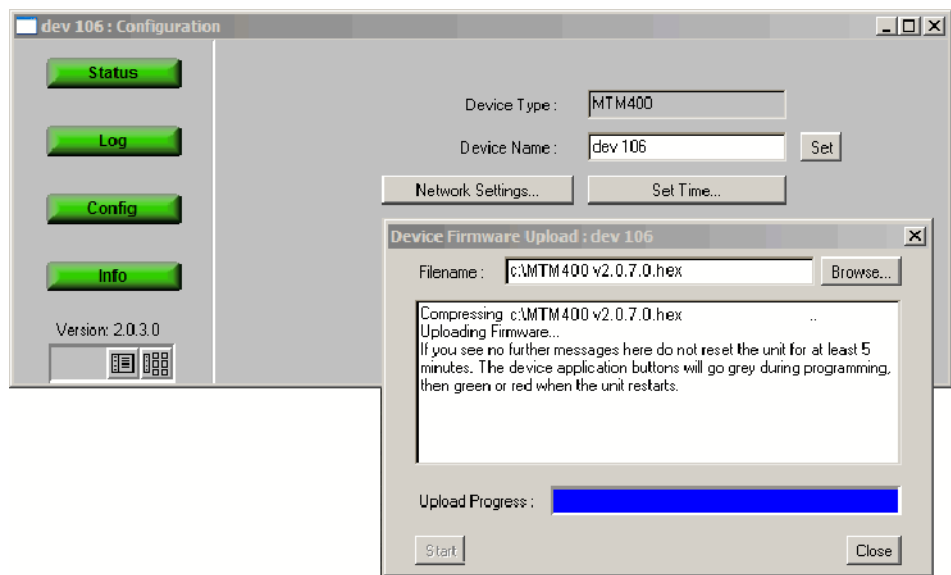 dev 106 : Configuration
Status
Log
Config
Info
Version: 2.0.3.0
Device Type :
MTM400
Device Name :
dev 106
Set
Network Settings...
Set Time...
Device Firmware Upload : dev 106
Filename :
c:\MTM400 v2.0.7.0.hex
Browse...
Compressing c:\MTM400 v2.0.7.0.hex ..
Uploading Firmware...
If you see no further messages here do not reset the unit for at least 5
minutes. The device application buttons will go grey during programming,
then green or red when the unit restarts.
Upload Progress :
Start
Close